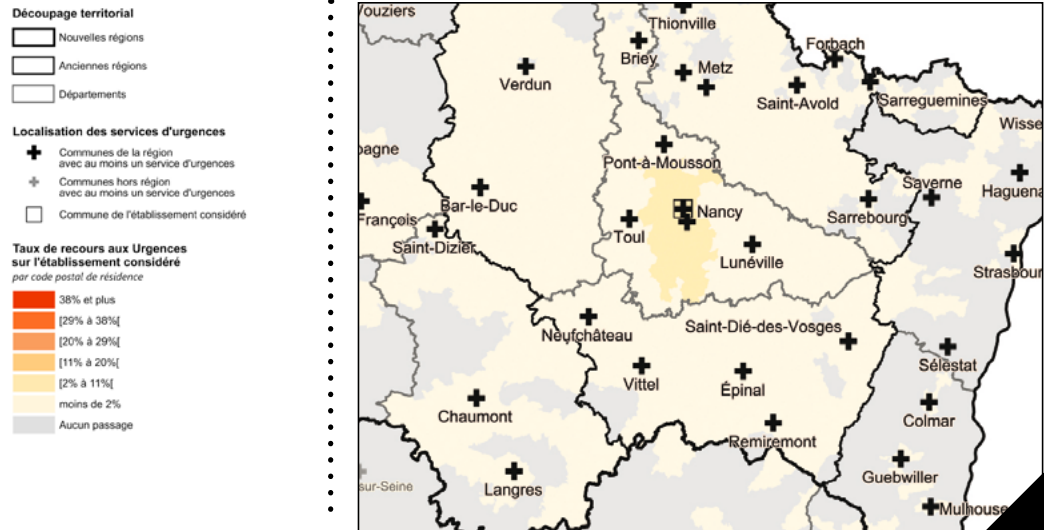 Découpage territorial
Nouvelles régions
Anciennes régions
Départements
Localisation des services d'urgences
Communes de la région
avec au moins un service d'urgences
Communes hors région
avec au moins un service d'urgences
Commune de l'établissement considéré
Taux de recours aux Urgences
sur l'établissement considéré
par code postal de résidence
38% et plus
[29% à 38%[
[20% à 29%[
[11% à 20%[
[2% à 11%[
moins de 2%
Aucun passage
Vouziers
Thionville
Forbach
Briey
Metz
Verdun
Saint-Avold
Sarreguemines
Wisse
pagne
Pont-à-Mousson
Saverne
Haguena
François
Bar-le-Duc
Nancy
Sarrebourg
Toul
Saint-Dizier
Lunéville
Strasbour
Neufchâteau
Saint-Dié-des-Vosges
Sélestat
Vittel
Épinal
Chaumont
Colmar
Remiremont
Guebwiller
sur-Seine
Langres
Mulhouse